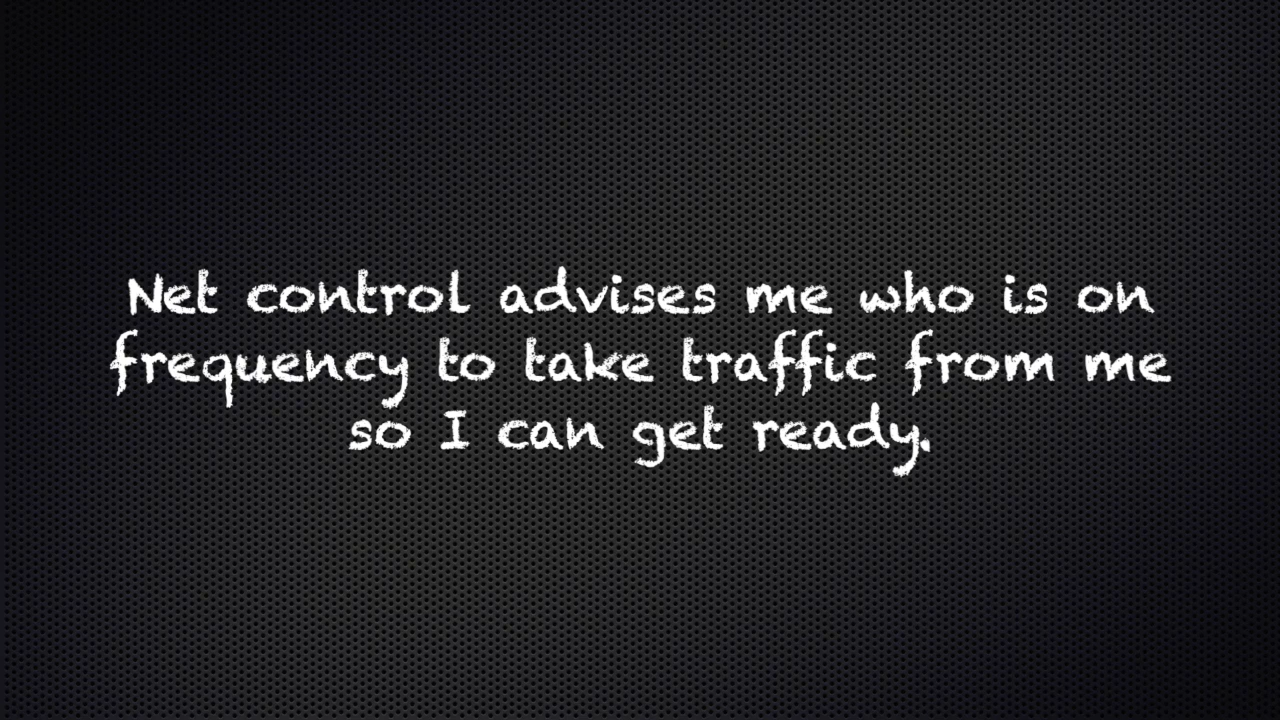 Net control advises me who is on
frequency to take traffic from me
so I can get ready.